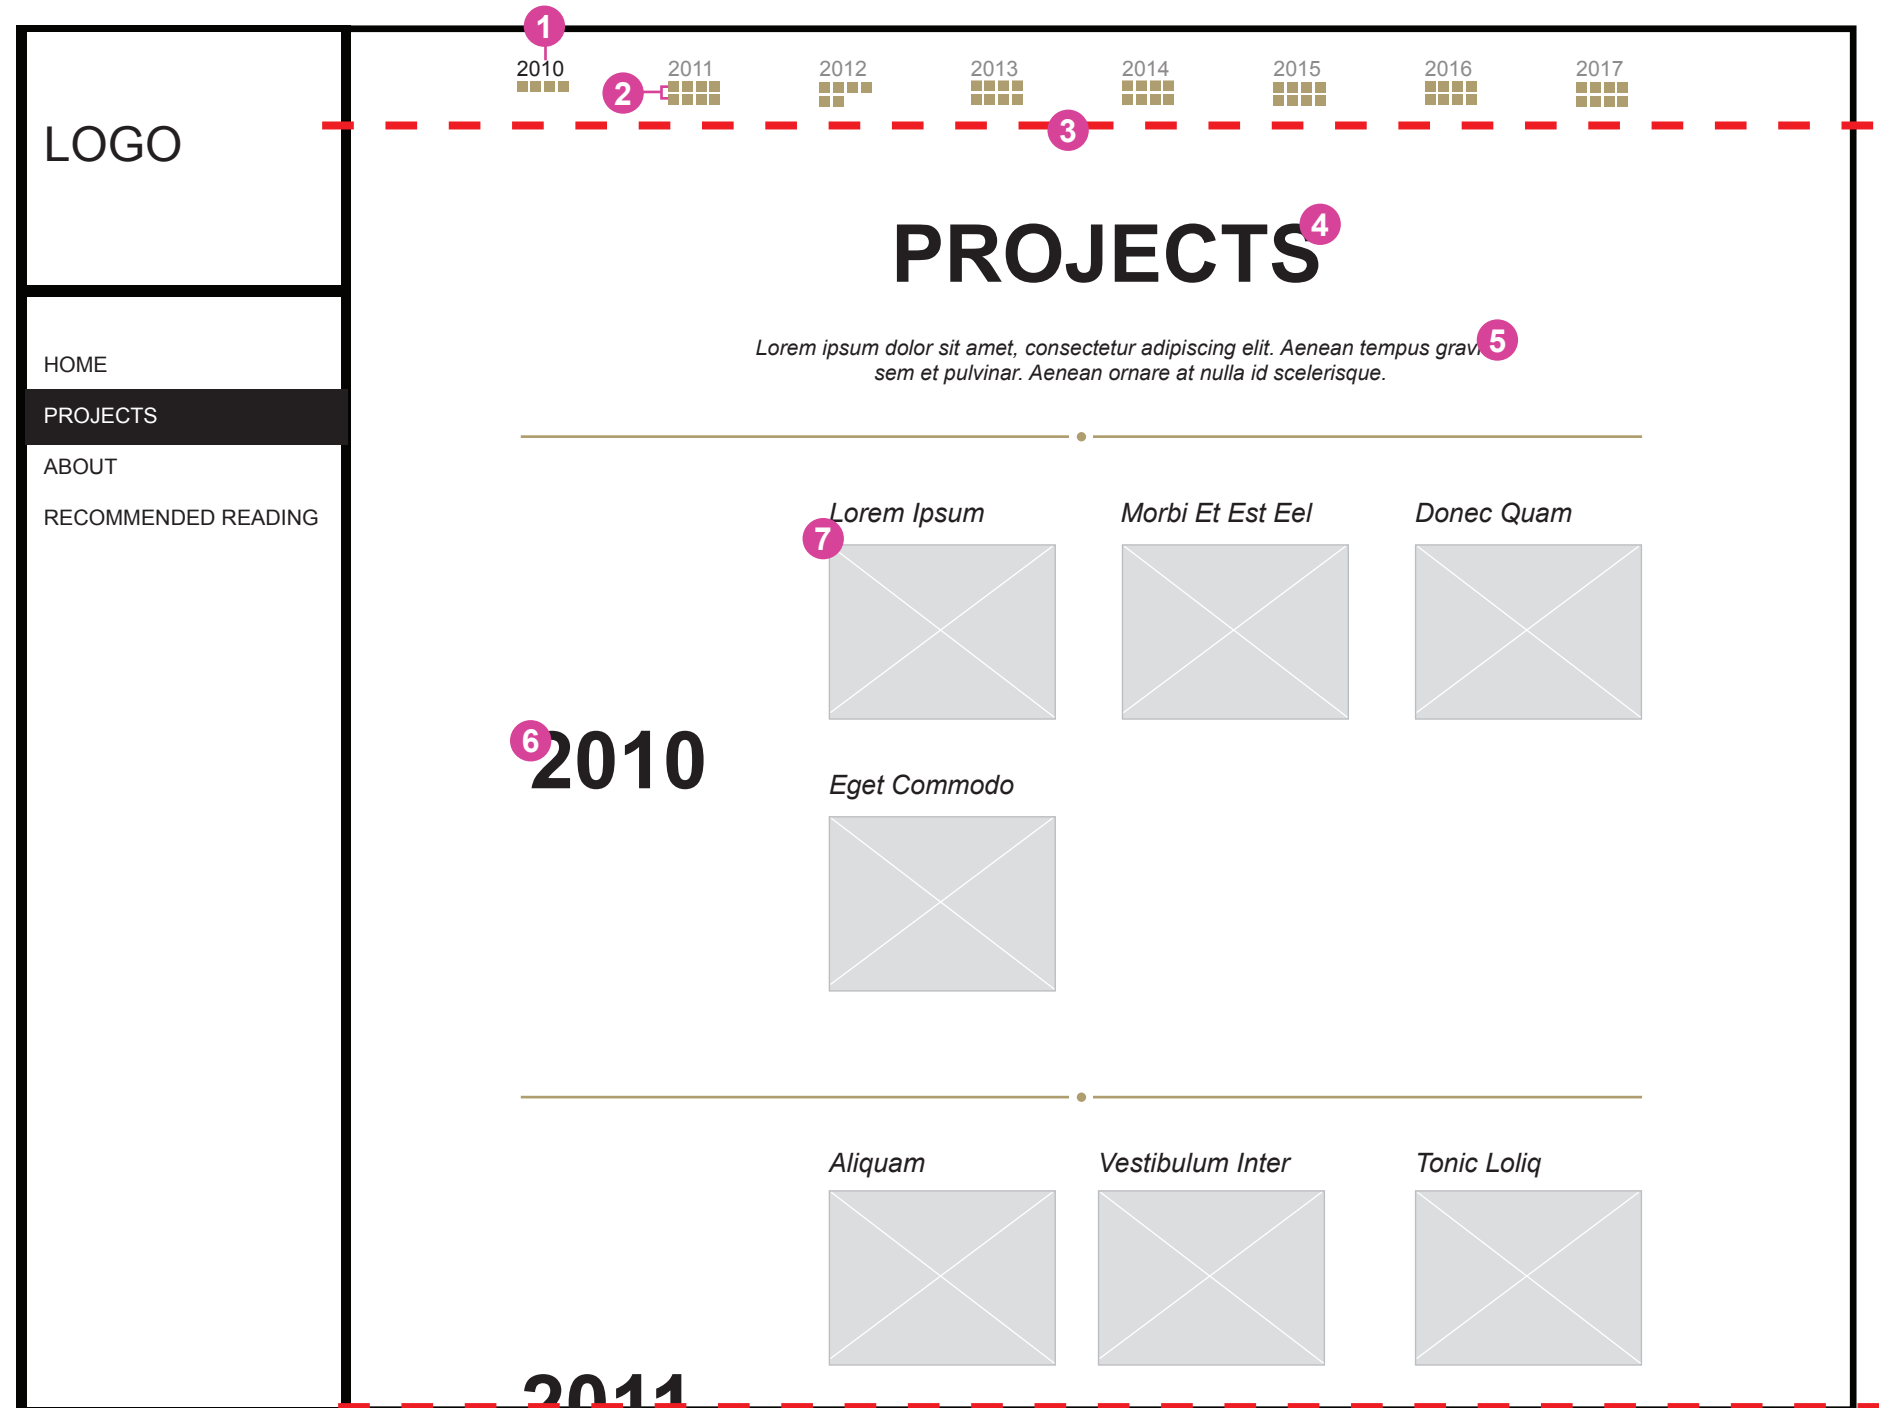 1
2010 2011 2012 2013 2014 2015 2016 2017
2
3
LOGO
HOME
PROJECTS
ABOUT
RECOMMENDED READING
PROJECTS
4
Lorem ipsum dolor sit amet, consectetur adipiscing elit. Aenean tempus
5
sem et pulvinar. Aenean ornare at nulla id scelerisque.
Lorem Ipsum Morbi Et Est Eel Donec Quam
7
6
2010
Eget Commodo
Aliquam Vestibulum Inter Tonic Loliq
2011